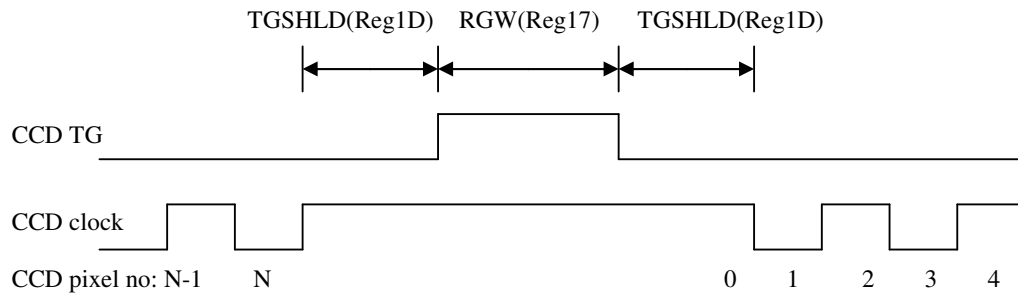 TGSHLD(Reg1D) RGW(Reg17) TGSHLD(Reg1D)
CCD TG
CCD clock
CCD pixel no: N-1 N 0 1 2 3 4